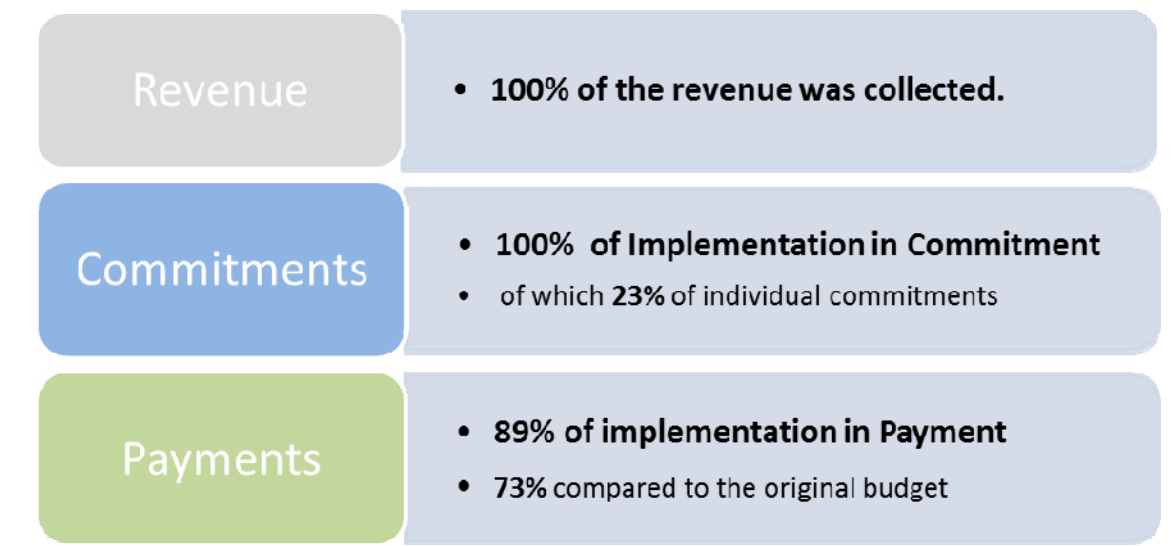 Revenue
• 100% of the revenue was collected.
Commitments
• 100% of Implementation in Commitment
• of which 23% of individual commitments
Payments
• 89% of implementation in Payment
• 73% compared to the original budget